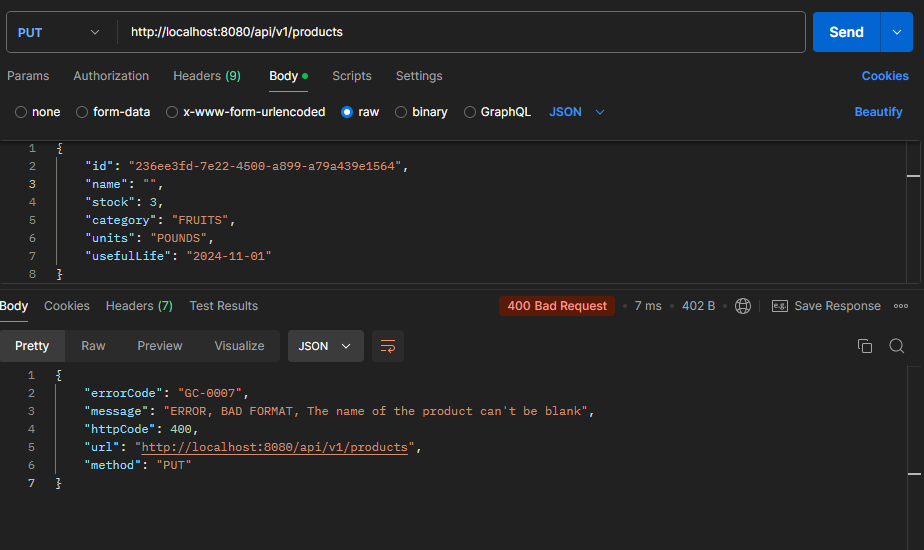 PUT http://localhost:8080/api/v1/products Send
Params Authorization Headers (9) Body Scripts Settings Cookies
none form-data x-www-form-urlencoded raw binary GraphQL JSON Beautify
1 {
2 "id": "236ee3fd-7e22-4500-a899-a79a439e1564",
3 "name": "",
4 "stock": 3,
5 "category": "FRUITS",
6 "units": "POUNDS",
7 "usefulLife": "2024-11-01"
8 }
Body Cookies Headers (7) Test Results 400 Bad Request 7 ms 402 B e.g. Save Response
Pretty Raw Preview Visualize JSON
1 {
2 "errorCode": "GC-0007",
3 "message": "ERROR, BAD FORMAT, The name of the product can't be blank",
4 "httpCode": 400,
5 "url": "http://localhost:8080/api/v1/products",
6 "method": "PUT"
7 }